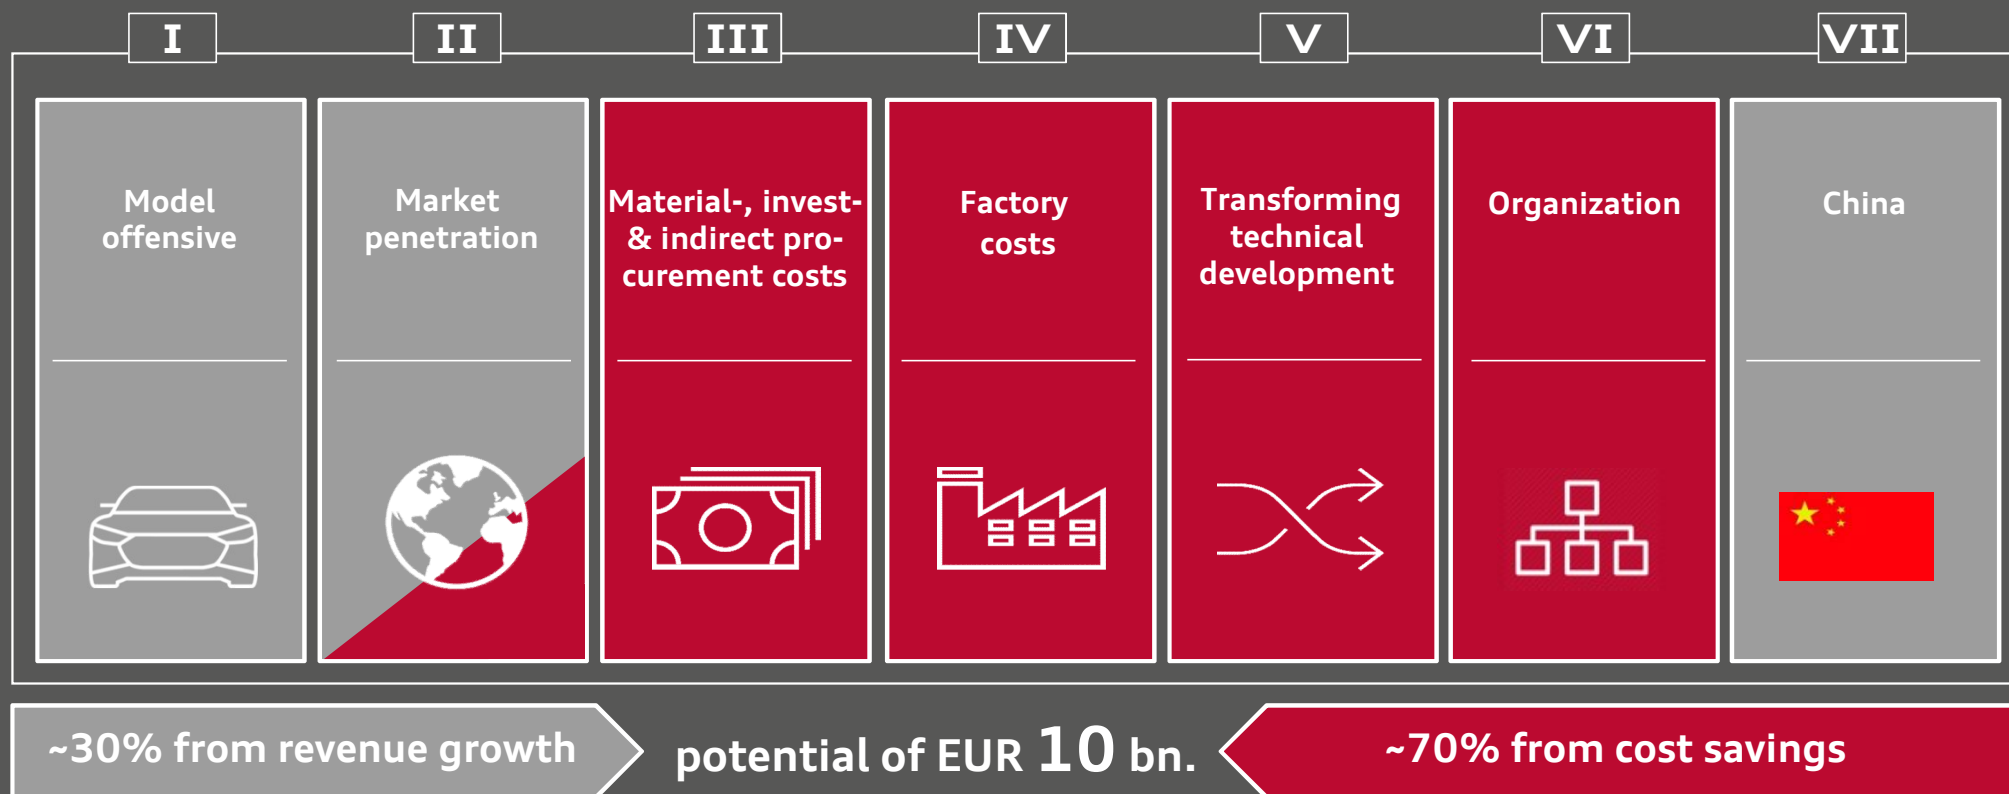 I
II
III
IV
V
VI
VII
Model
offensive
Market
penetration
Material-, invest-
& indirect pro-
curement costs
Factory
costs
Transforming
technical
development
Organization
China
~30% from revenue growth
potential of EUR 10 bn.
~70% from cost savings